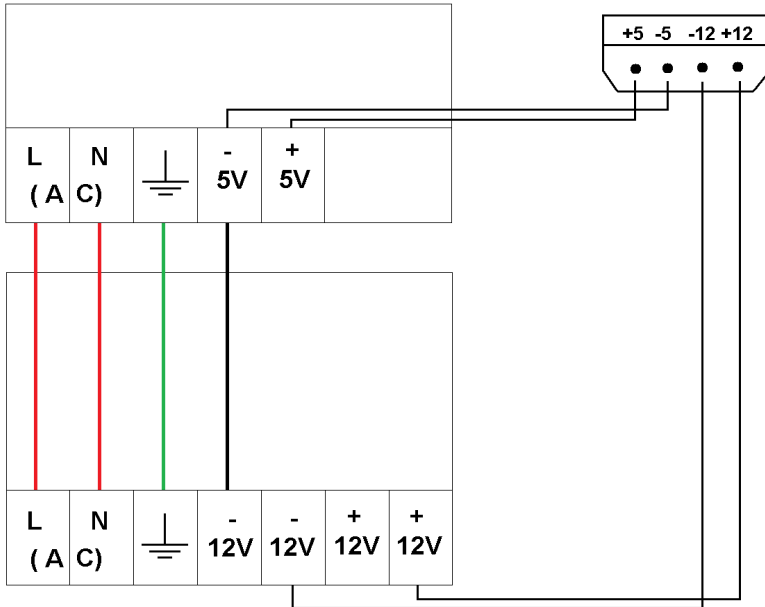 +5 -5 -12 +12
L N - +
( A C) 5V 5V
L N - - + +
( A C) 12V 12V 12V 12V